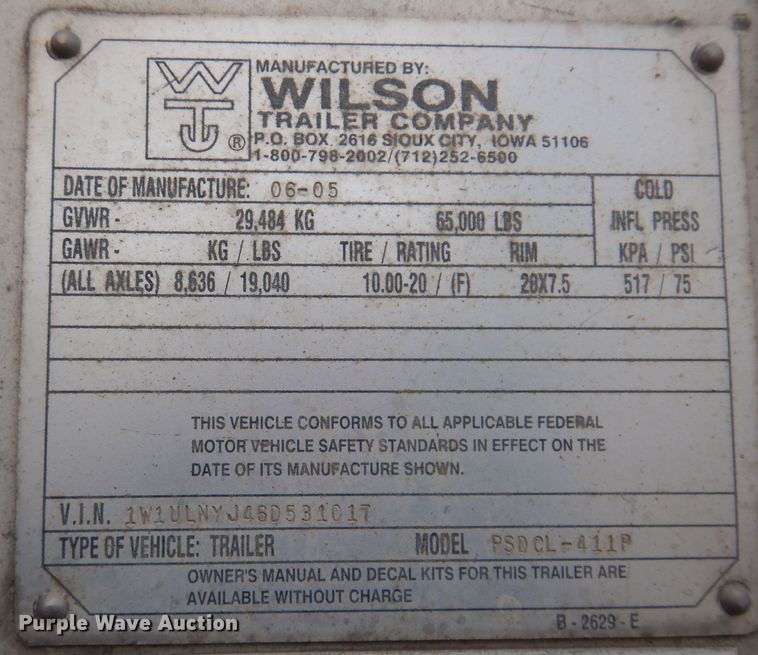 WT
®
MANUFACTURED BY:
WILSON
TRAILER COMPANY
P.O. BOX 2616 SIOUX CITY, IOWA 51106
1-800-798-2002/(712)252-6500
DATE OF MANUFACTURE: 06-05 COLD
GVWR - 29,484 KG 65,000 LBS INFL PRESS
GAWR - KG / LBS TIRE / RATING RIM KPA / PSI
(ALL AXLES) 8,636 / 19,040 10.00-20 / (F) 20X7.5 517 / 75
THIS VEHICLE CONFORMS TO ALL APPLICABLE FEDERAL
MOTOR VEHICLE SAFETY STANDARDS IN EFFECT ON THE
DATE OF ITS MANUFACTURE SHOWN.
V.I.N. 1W1ULNYJ46D531017
TYPE OF VEHICLE: TRAILER MODEL PSDCL-411P
OWNER'S MANUAL AND DECAL KITS FOR THIS TRAILER ARE
AVAILABLE WITHOUT CHARGE
B - 2629 - E
Purple Wave Auction